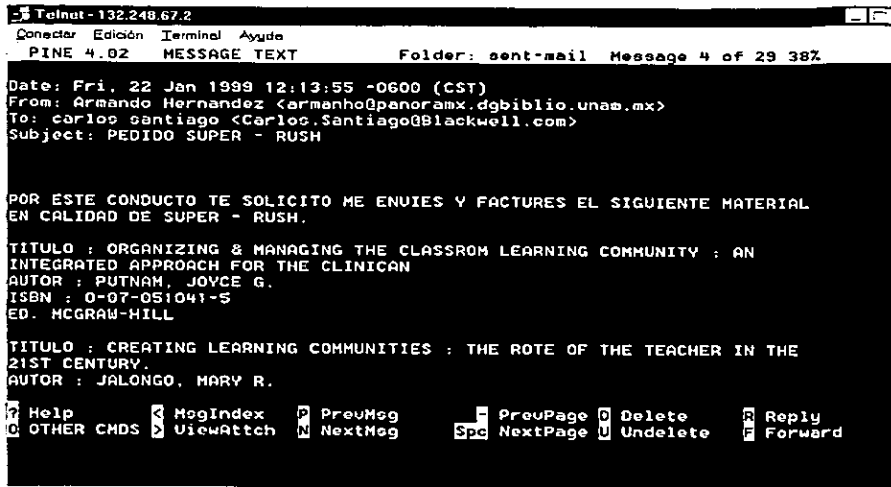 Telnet - 132.248.67.2
Conectar Edición Terminal Ayuda
PINE 4.02 MESSAGE TEXT Folder: sent-mail Message 4 of 29 38%
Date: Fri, 22 Jan 1999 12:13:55 -0600 (CST)
From: Armando Hernandez <armanho@panoramx.dgbiblio.unam.mx>
To: carlos santiago <Carlos.Santiago@Blackwell.com>
Subject: PEDIDO SUPER - RUSH
POR ESTE CONDUCTO TE SOLICITO ME ENVIES Y FACTURES EL SIGUIENTE MATERIAL
EN CALIDAD DE SUPER - RUSH.
TITULO : ORGANIZING & MANAGING THE CLASSROM LEARNING COMMUNITY : AN
INTEGRATED APPROACH FOR THE CLINICAN
AUTOR : PUTNAM, JOYCE G.
ISBN : 0-07-051041-5
ED. MCGRAW-HILL
TITULO : CREATING LEARNING COMMUNITIES : THE ROTE OF THE TEACHER IN THE
21ST CENTURY.
AUTOR : JALONGO, MARY R.
? Help < MsgIndex P PrevMsg - PrevPage D Delete R Reply
O OTHER CMDS > ViewAttch N NextMsg Spc NextPage U Undelete F Forward